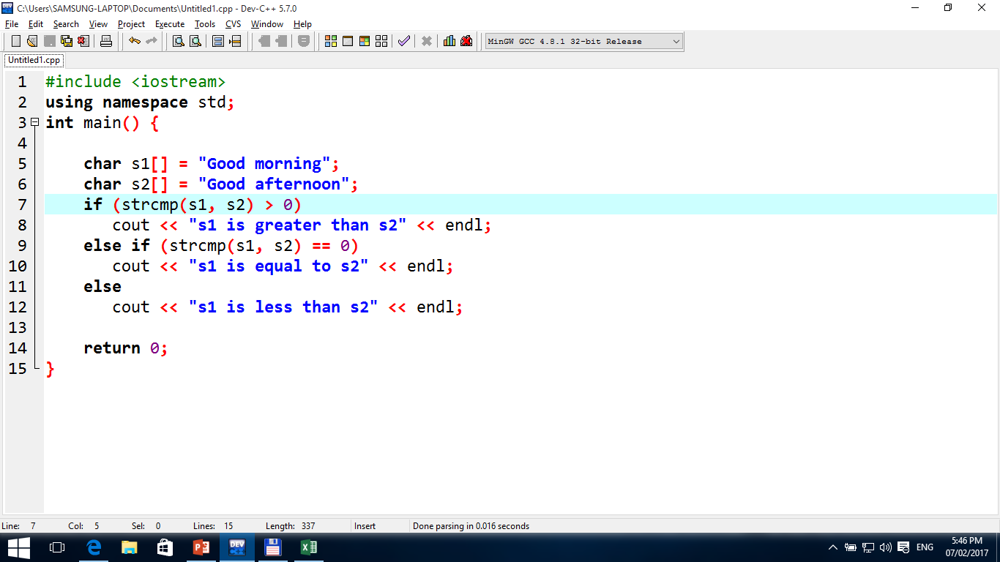 C:\Users\SAMSUNG-LAPTOP\Documents\Untitled1.cpp - Dev-C++ 5.7.0
File Edit Search View Project Execute Tools CVS Window Help
MinGW GCC 4.8.1 32-bit Release
Untitled1.cpp
1 #include <iostream>
2 using namespace std;
3 int main() {
4
5 char s1[] = "Good morning";
6 char s2[] = "Good afternoon";
7 if (strcmp(s1, s2) > 0)
8 cout << "s1 is greater than s2" << endl;
9 else if (strcmp(s1, s2) == 0)
10 cout << "s1 is equal to s2" << endl;
11 else
12 cout << "s1 is less than s2" << endl;
13
14 return 0;
15 }
Line: 7 Col: 5 Sel: 0 Lines: 15 Length: 337 Insert Done parsing in 0.016 seconds
DEV
ENG
5:46 PM
07/02/2017